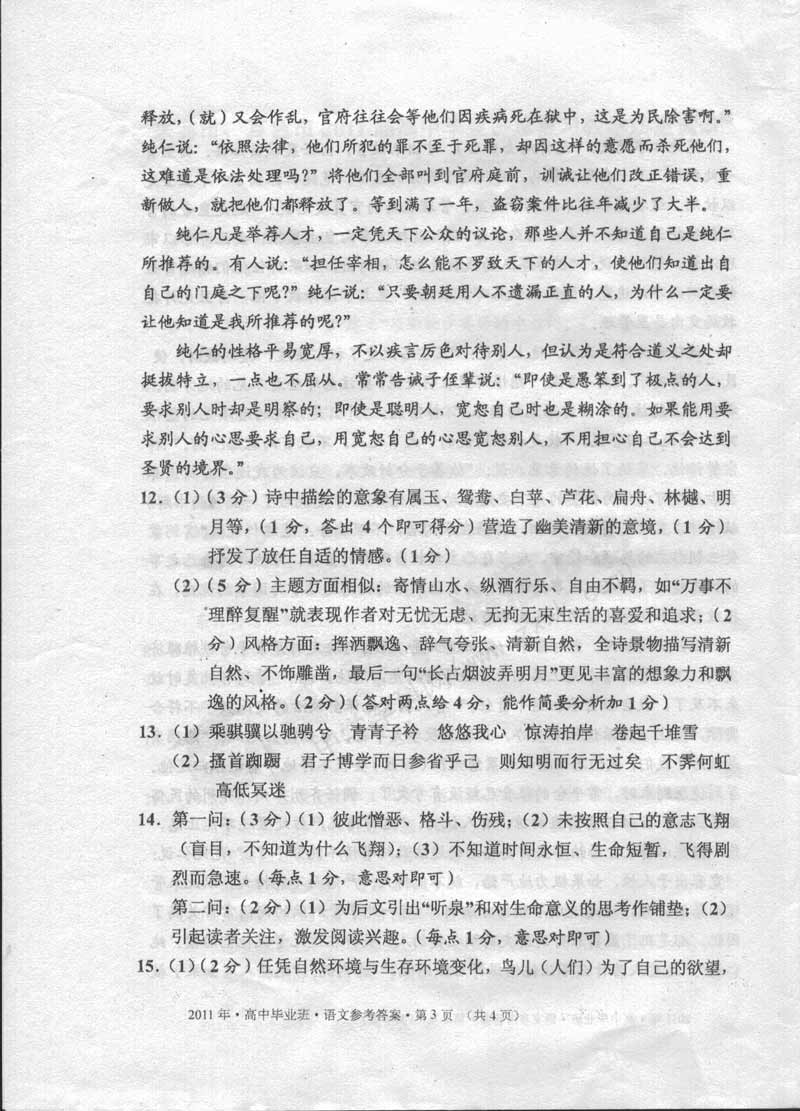 释放，（就）又会作乱，官府往往会等他们因疾病死在狱中，这是为民除害啊。”
纯仁说：“依照法律，他们所犯的罪不至于死罪，却因这样的意愿而杀死他们，
这难道是依法处理吗？”将他们全部叫到官府庭前，训诫让他们改正错误，重
新做人，就把他们都释放了。等到满了一年，盗窃案件比往年减少了大半。
纯仁凡是举荐人才，一定凭天下公众的议论，那些人并不知道自己是纯仁
所推荐的。有人说：“担任宰相，怎么能不罗致天下的人才，使他们知道出自
自己的门庭之下呢？”纯仁说：“只要朝廷用人不遗漏正直的人，为什么一定要
让他知道是我所推荐的呢？”
纯仁的性格平易宽厚，不以疾言厉色对待别人，但认为是符合道义之处却
挺拔特立，一点也不屈从。常常告诫子侄辈说：“即使是愚笨到了极点的人，
要求别人时却是明察的；即使是聪明人，宽恕自己时也是糊涂的。如果能用要
求别人的心思要求自己，用宽恕自己的心思宽恕别人，不用担心自己不会达到
圣贤的境界。”
12．（1）（3 分）诗中描绘的意象有属玉、鸳鸯、白苹、芦花、扁舟、林樾、明
月等，（1 分，答出 4 个即可得分）营造了幽美清新的意境，（1 分）
抒发了放任自适的情感。（1 分）
（2）（5 分）主题方面相似：寄情山水、纵酒行乐、自由不羁，如“万事不
理醉复醒”就表现作者对无忧无虑、无拘无束生活的喜爱和追求；（2
分）风格方面：挥洒飘逸、辞气夸张、清新自然，全诗景物描写清新
自然、不饰雕凿，最后一句“长占烟波弄明月”更见丰富的想象力和飘
逸的风格。（2 分）（答对两点给 4 分，能作简要分析加 1 分）
13．（1）乘骐骥以驰骋兮 青青子衿 悠悠我心 惊涛拍岸 卷起千堆雪
（2）搔首踟蹰 君子博学而日参省乎己 则知明而行无过矣 不霁何虹
高低冥迷
14．第一问：（3 分）（1）彼此憎恶、格斗、伤残；（2）未按照自己的意志飞翔
（盲目，不知道为什么飞翔）；（3）不知道时间永恒、生命短暂，飞得剧
烈而急速。（每点 1 分，意思对即可）
第二问：（2 分）（1）为后文引出“听泉”和对生命意义的思考作铺垫；（2）
引起读者关注，激发阅读兴趣。（每点 1 分，意思对即可）
15．（1）（2 分）任凭自然环境与生存环境变化，鸟儿（人们）为了自己的欲望，
2011 年·高中毕业班·语文参考答案·第 3 页 （共 4 页）